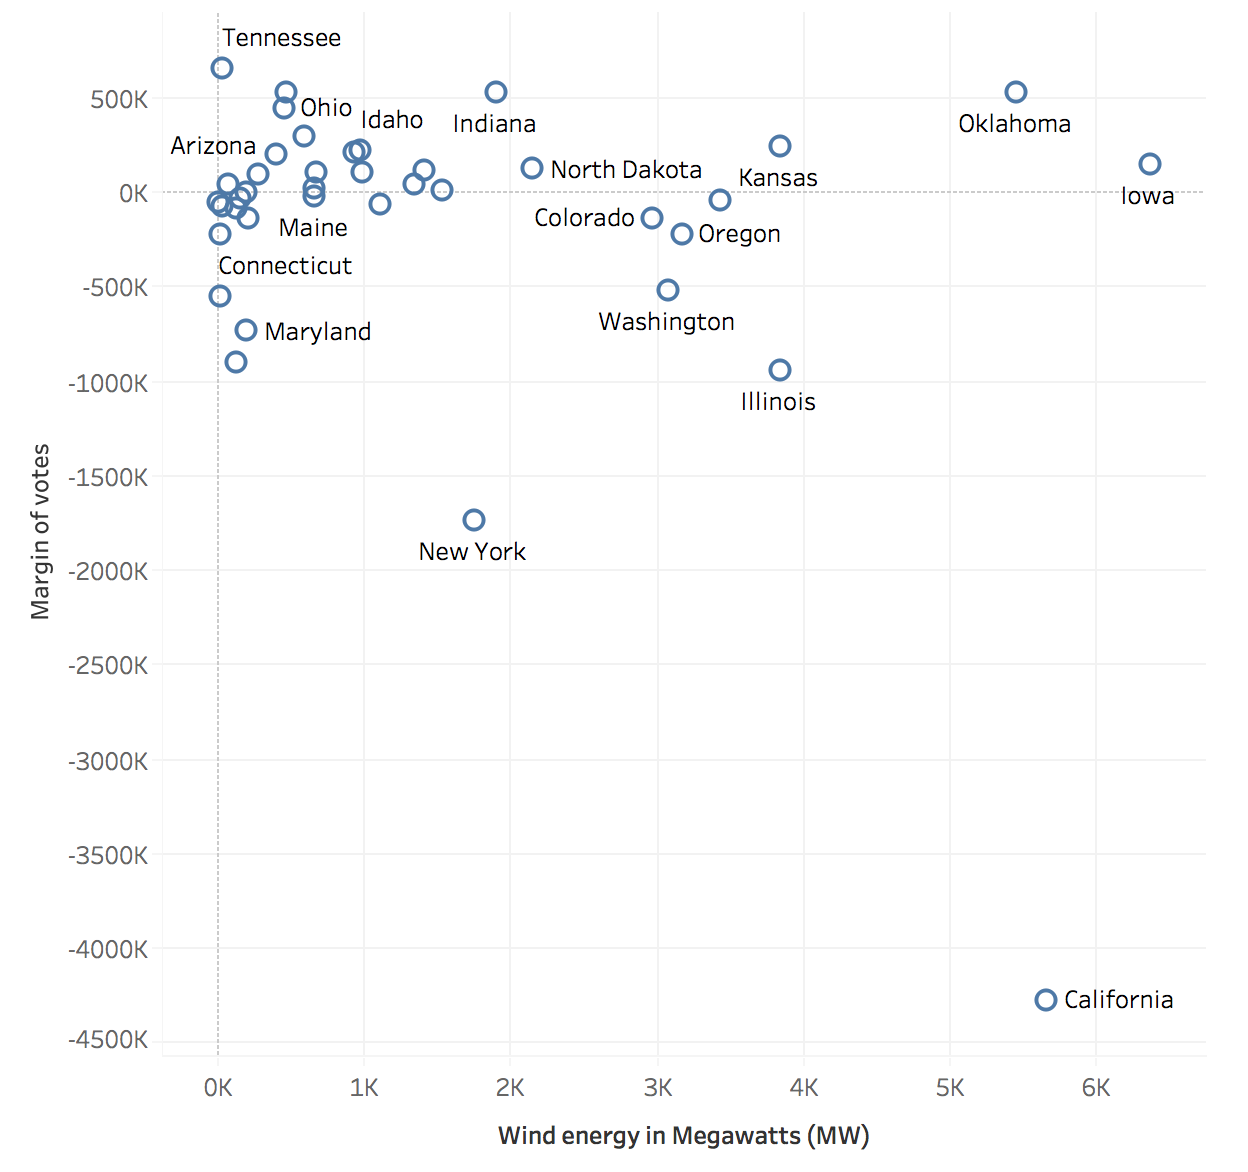 Tennessee
500K
Ohio
Idaho
Indiana
Oklahoma
Arizona
North Dakota
Kansas
0K
Iowa
Maine
Colorado
Oregon
Connecticut
-500K
Washington
Maryland
-1000K
Illinois
-1500K
New York
-2000K
Margin of votes
-2500K
-3000K
-3500K
-4000K
California
-4500K
0K 1K 2K 3K 4K 5K 6K
Wind energy in Megawatts (MW)